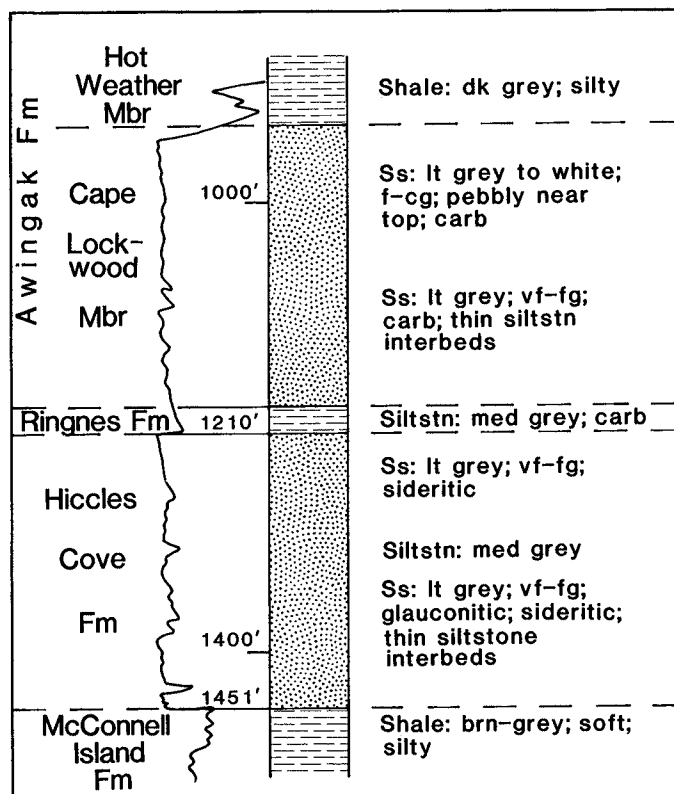 Awingak Fm
Hot
Weather
Mbr
Shale: dk grey; silty
Cape
Lock-
wood
Mbr
1000'
Ss: lt grey to white;
f-cg; pebbly near
top; carb
Ss: lt grey; vf-fg;
carb; thin siltstn
interbeds
Ringnes Fm
1210'
Siltstn: med grey; carb
Hiccles
Cove
Fm
Ss: lt grey; vf-fg;
sideritic
Siltstn: med grey
Ss: lt grey; vf-fg;
glauconitic; sideritic;
thin siltstone
interbeds
1400'
1451'
McConnell
Island
Fm
Shale: brn-grey; soft;
silty